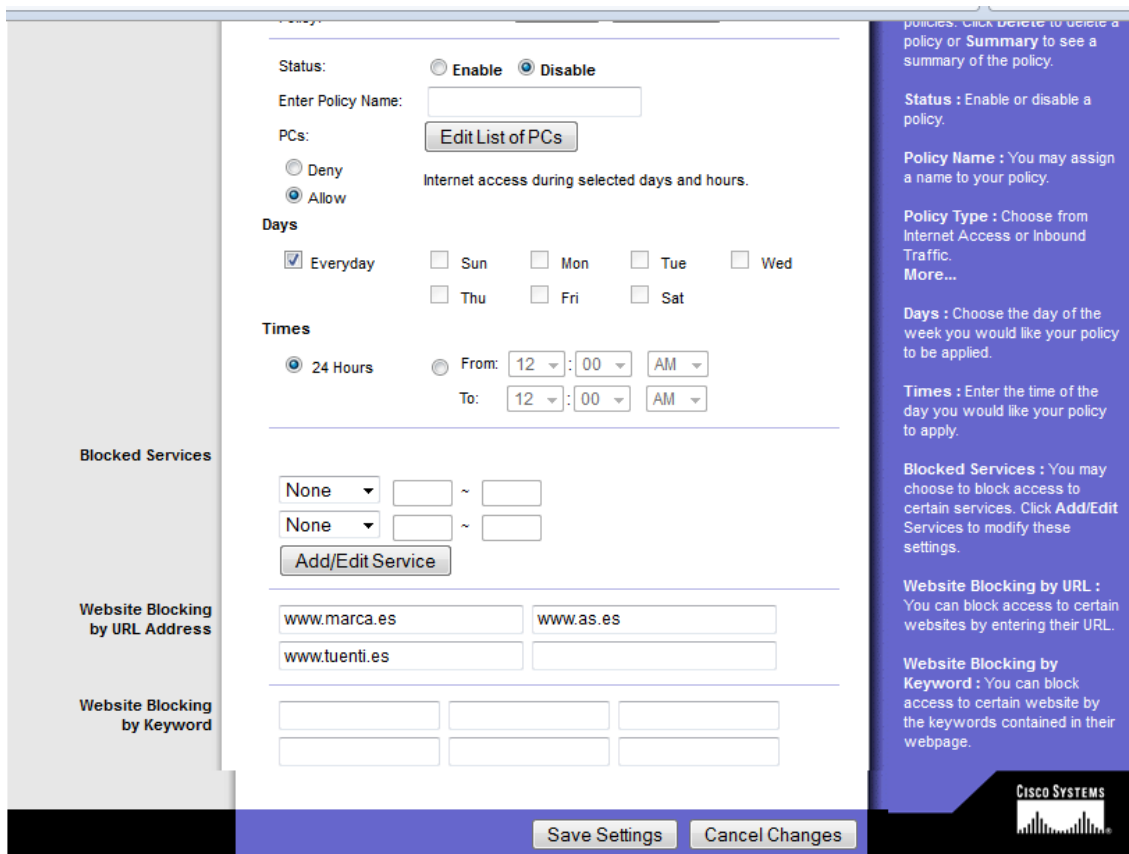 Policy:
Status: Enable Disable
Enter Policy Name:
PCs: Edit List of PCs
Deny
Internet access during selected days and hours.
Allow
Days
Everyday Sun Mon Tue Wed
Thu Fri Sat
Times
24 Hours From: 12 : 00 AM
To: 12 : 00 AM
Blocked Services
None ~
None ~
Add/Edit Service
Website Blocking
by URL Address
www.marca.es www.as.es
www.tuenti.es
Website Blocking
by Keyword
Save Settings Cancel Changes
policies. Click Delete to delete a
policy or Summary to see a
summary of the policy.
Status : Enable or disable a
policy.
Policy Name : You may assign
a name to your policy.
Policy Type : Choose from
Internet Access or Inbound
Traffic.
More...
Days : Choose the day of the
week you would like your policy
to be applied.
Times : Enter the time of the
day you would like your policy
to apply.
Blocked Services : You may
choose to block access to
certain services. Click Add/Edit
Services to modify these
settings.
Website Blocking by URL :
You can block access to certain
websites by entering their URL.
Website Blocking by
Keyword : You can block
access to certain website by
the keywords contained in their
webpage.
CISCO SYSTEMS